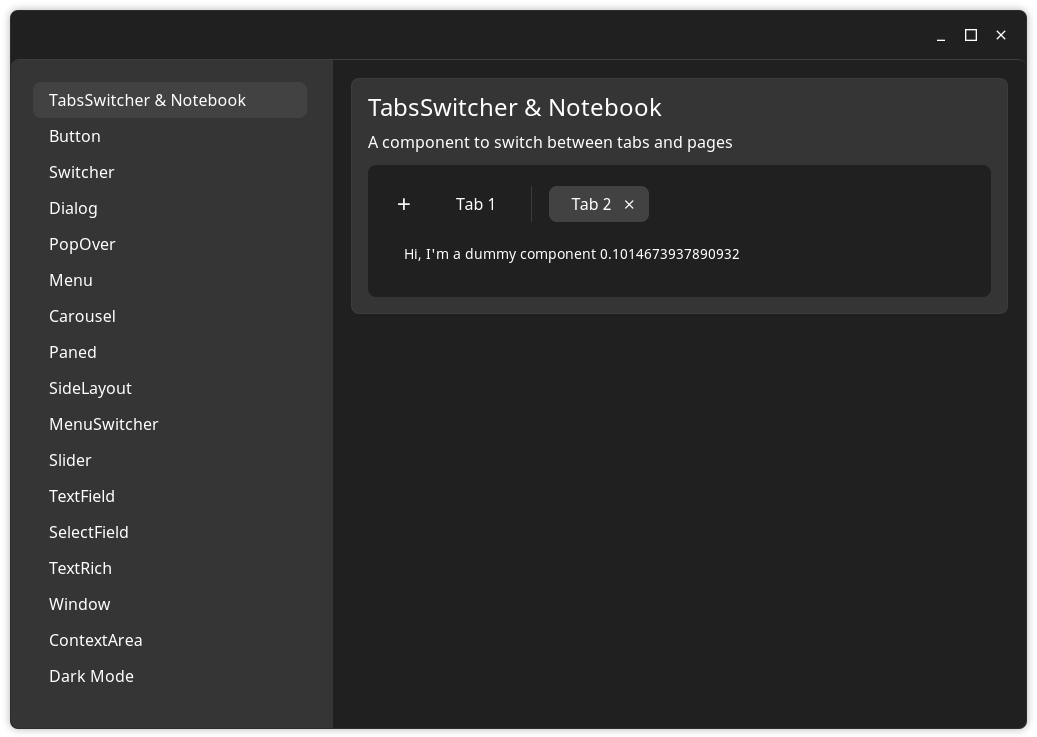 TabsSwitcher & Notebook
Button
Switcher
Dialog
PopOver
Menu
Carousel
Paned
SideLayout
MenuSwitcher
Slider
TextField
SelectField
TextRich
Window
ContextArea
Dark Mode
TabsSwitcher & Notebook
A component to switch between tabs and pages
+ Tab 1 Tab 2 ×
Hi, I'm a dummy component 0.1014673937890932